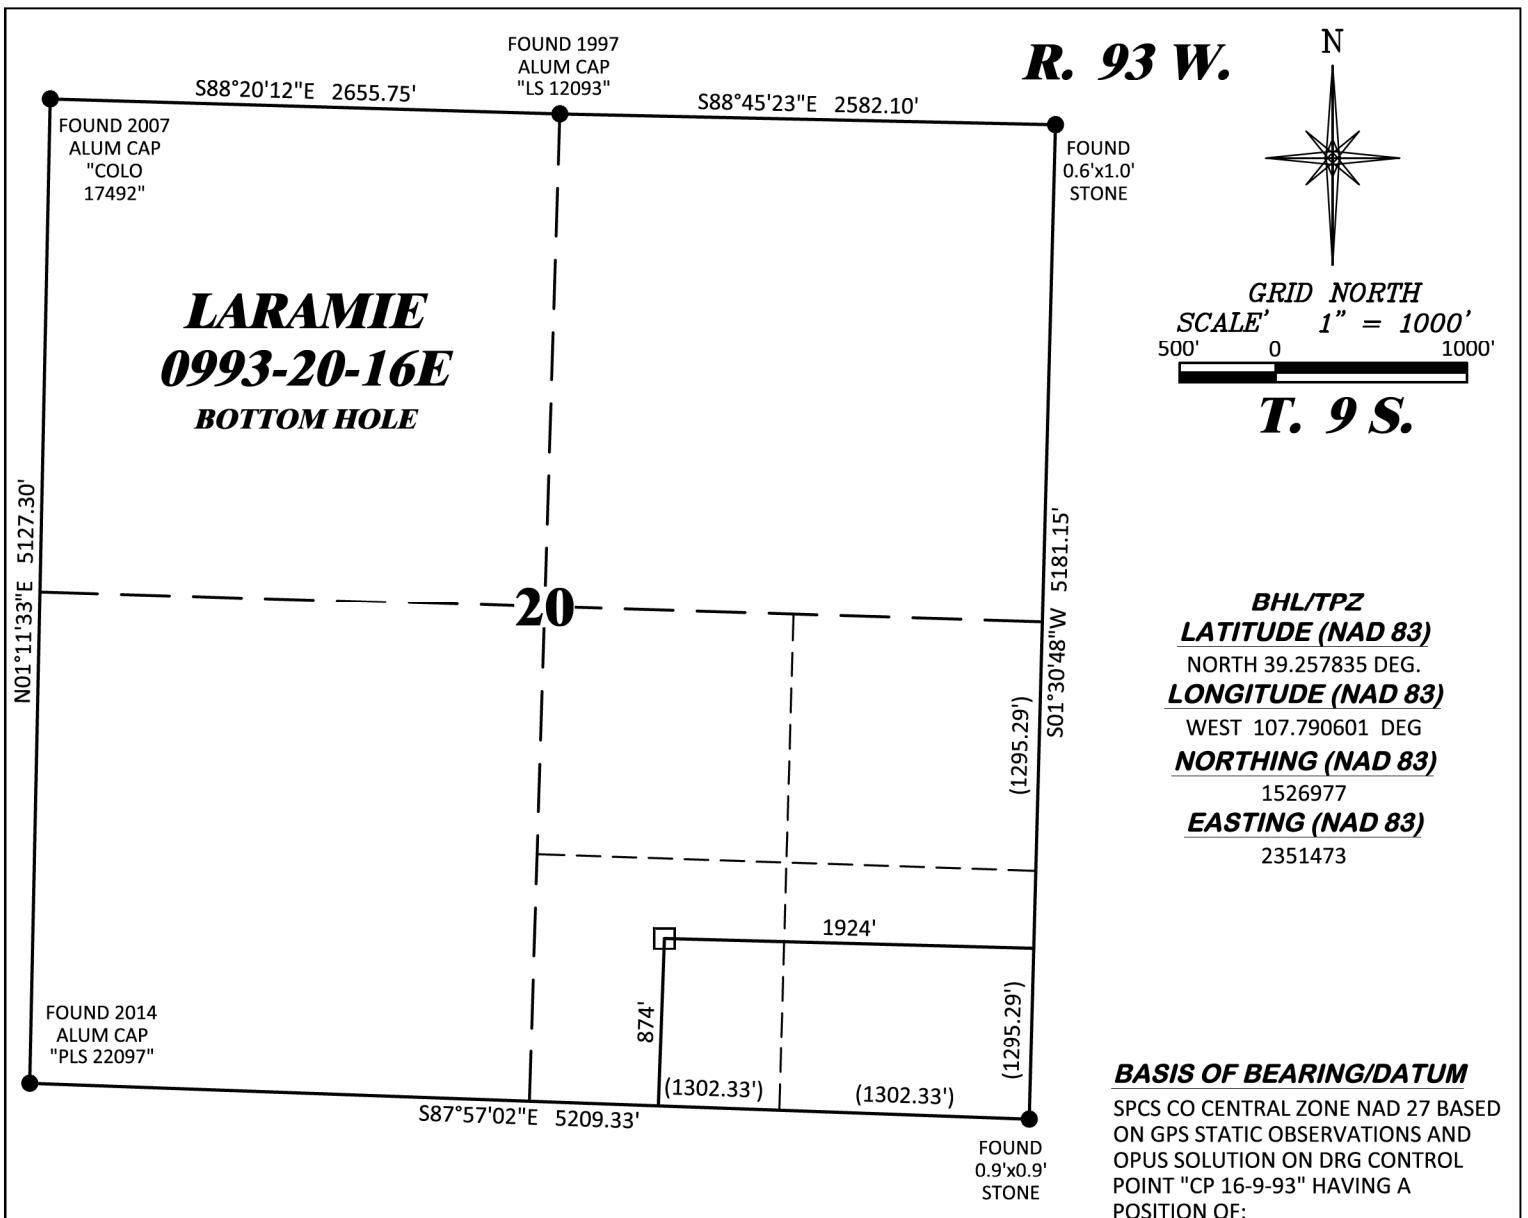 FOUND 1997
ALUM CAP
"LS 12093"
R. 93 W.
N
S88°20'12"E 2655.75'
S88°45'23"E 2582.10'
FOUND 2007
ALUM CAP
"COLO
17492"
FOUND
0.6'x1.0'
STONE
LARAMIE
0993-20-16E
BOTTOM HOLE
GRID NORTH
SCALE' 1" = 1000'
500' 0 1000'
T. 9 S.
N01°11'33"E 5127.30'
S01°30'48"W 5181.15'
20
BHL/TPZ
LATITUDE (NAD 83)
NORTH 39.257835 DEG.
LONGITUDE (NAD 83)
WEST 107.790601 DEG
NORTHING (NAD 83)
1526977
EASTING (NAD 83)
2351473
(1295.29')
1924'
874'
(1295.29')
FOUND 2014
ALUM CAP
"PLS 22097"
(1302.33')
(1302.33')
S87°57'02"E 5209.33'
FOUND
0.9'x0.9'
STONE
BASIS OF BEARING/DATUM
SPCS CO CENTRAL ZONE NAD 27 BASED
ON GPS STATIC OBSERVATIONS AND
OPUS SOLUTION ON DRG CONTROL
POINT "CP 16-9-93" HAVING A
POSITION OF: